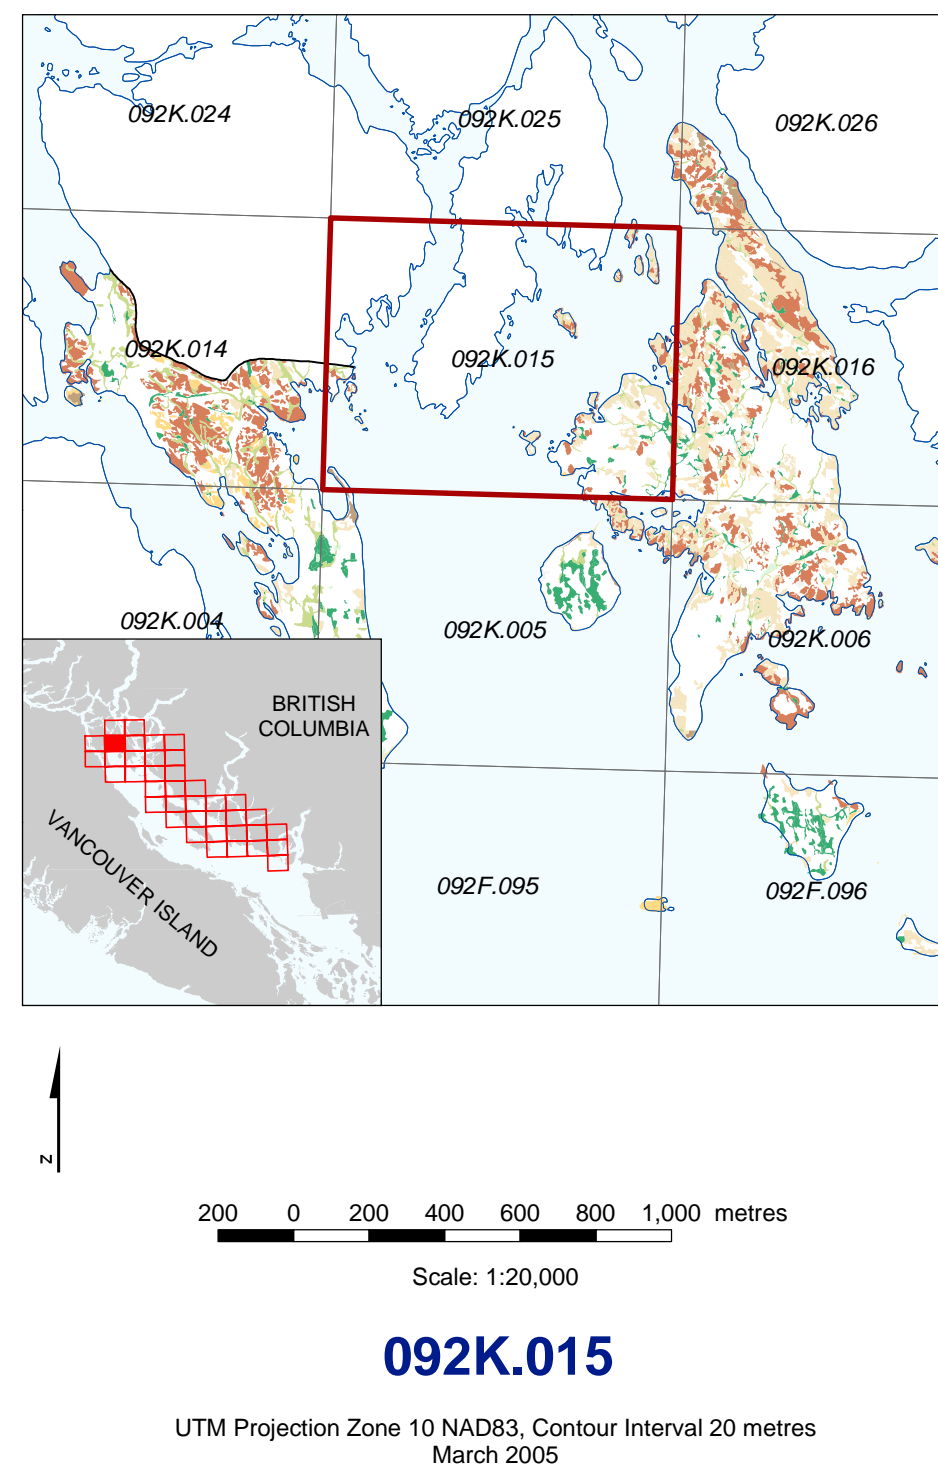 092K.024
092K.025
092K.026
092K.014
092K.015
092K.016
092K.004
092K.005
092K.006
BRITISH
COLUMBIA
VANCOUVER ISLAND
092F.095
092F.096
N
200 0 200 400 600 800 1,000 metres
Scale: 1:20,000
092K.015
UTM Projection Zone 10 NAD83, Contour Interval 20 metres
March 2005